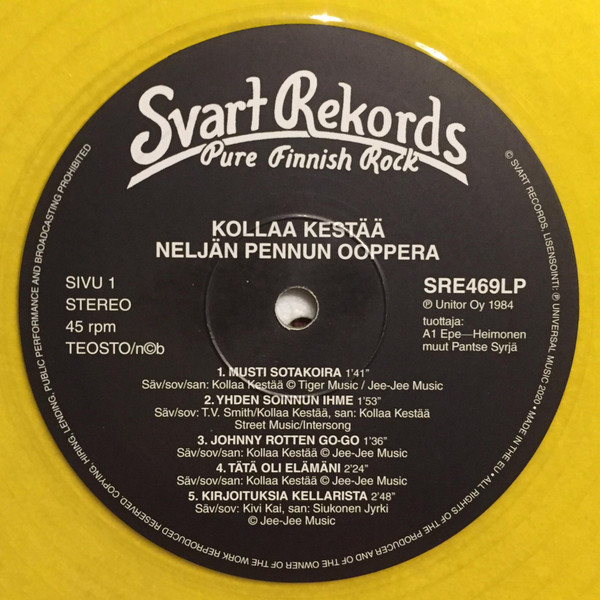 Svart Rekords
Pure Finnish Rock
KOLLAA KESTÄÄ
NELJÄN PENNUN OOPPERA
SIVU 1
STEREO
45 rpm
TEOSTO/n©b
SRE469LP
℗ Unitor Oy 1984
tuottaja:
A1 Epe—Heimonen
muut Pantse Syrjä
1. MUSTI SOTAKOIRA 1'41"
Säv/sov/san: Kollaa Kestää © Tiger Music / Jee-Jee Music
2. YHDEN SOINNUN IHME 1'53"
Säv/sov: T.V. Smith/Kollaa Kestää, san: Kollaa Kestää
Street Music/Intersong
3. JOHNNY ROTTEN GO-GO 1'36"
Säv/sov/san: Kollaa Kestää © Jee-Jee Music
4. TÄTÄ OLI ELÄMÄNI 2'24"
Säv/sov/san: Kollaa Kestää © Jee-Jee Music
5. KIRJOITUKSIA KELLARISTA 2'48"
Säv/sov: Kivi Kai, san: Siukonen Jyrki
© Jee-Jee Music
© SVART RECORDS, LISENSOINTI: ℗ UNIVERSAL MUSIC 2020 • MADE IN THE EU • ALL RIGHTS OF THE PRODUCER AND OF THE OWNER OF THE WORK REPRODUCED RESERVED. COPYING, HIRING, LENDING, PUBLIC PERFORMANCE AND BROADCASTING PROHIBITED